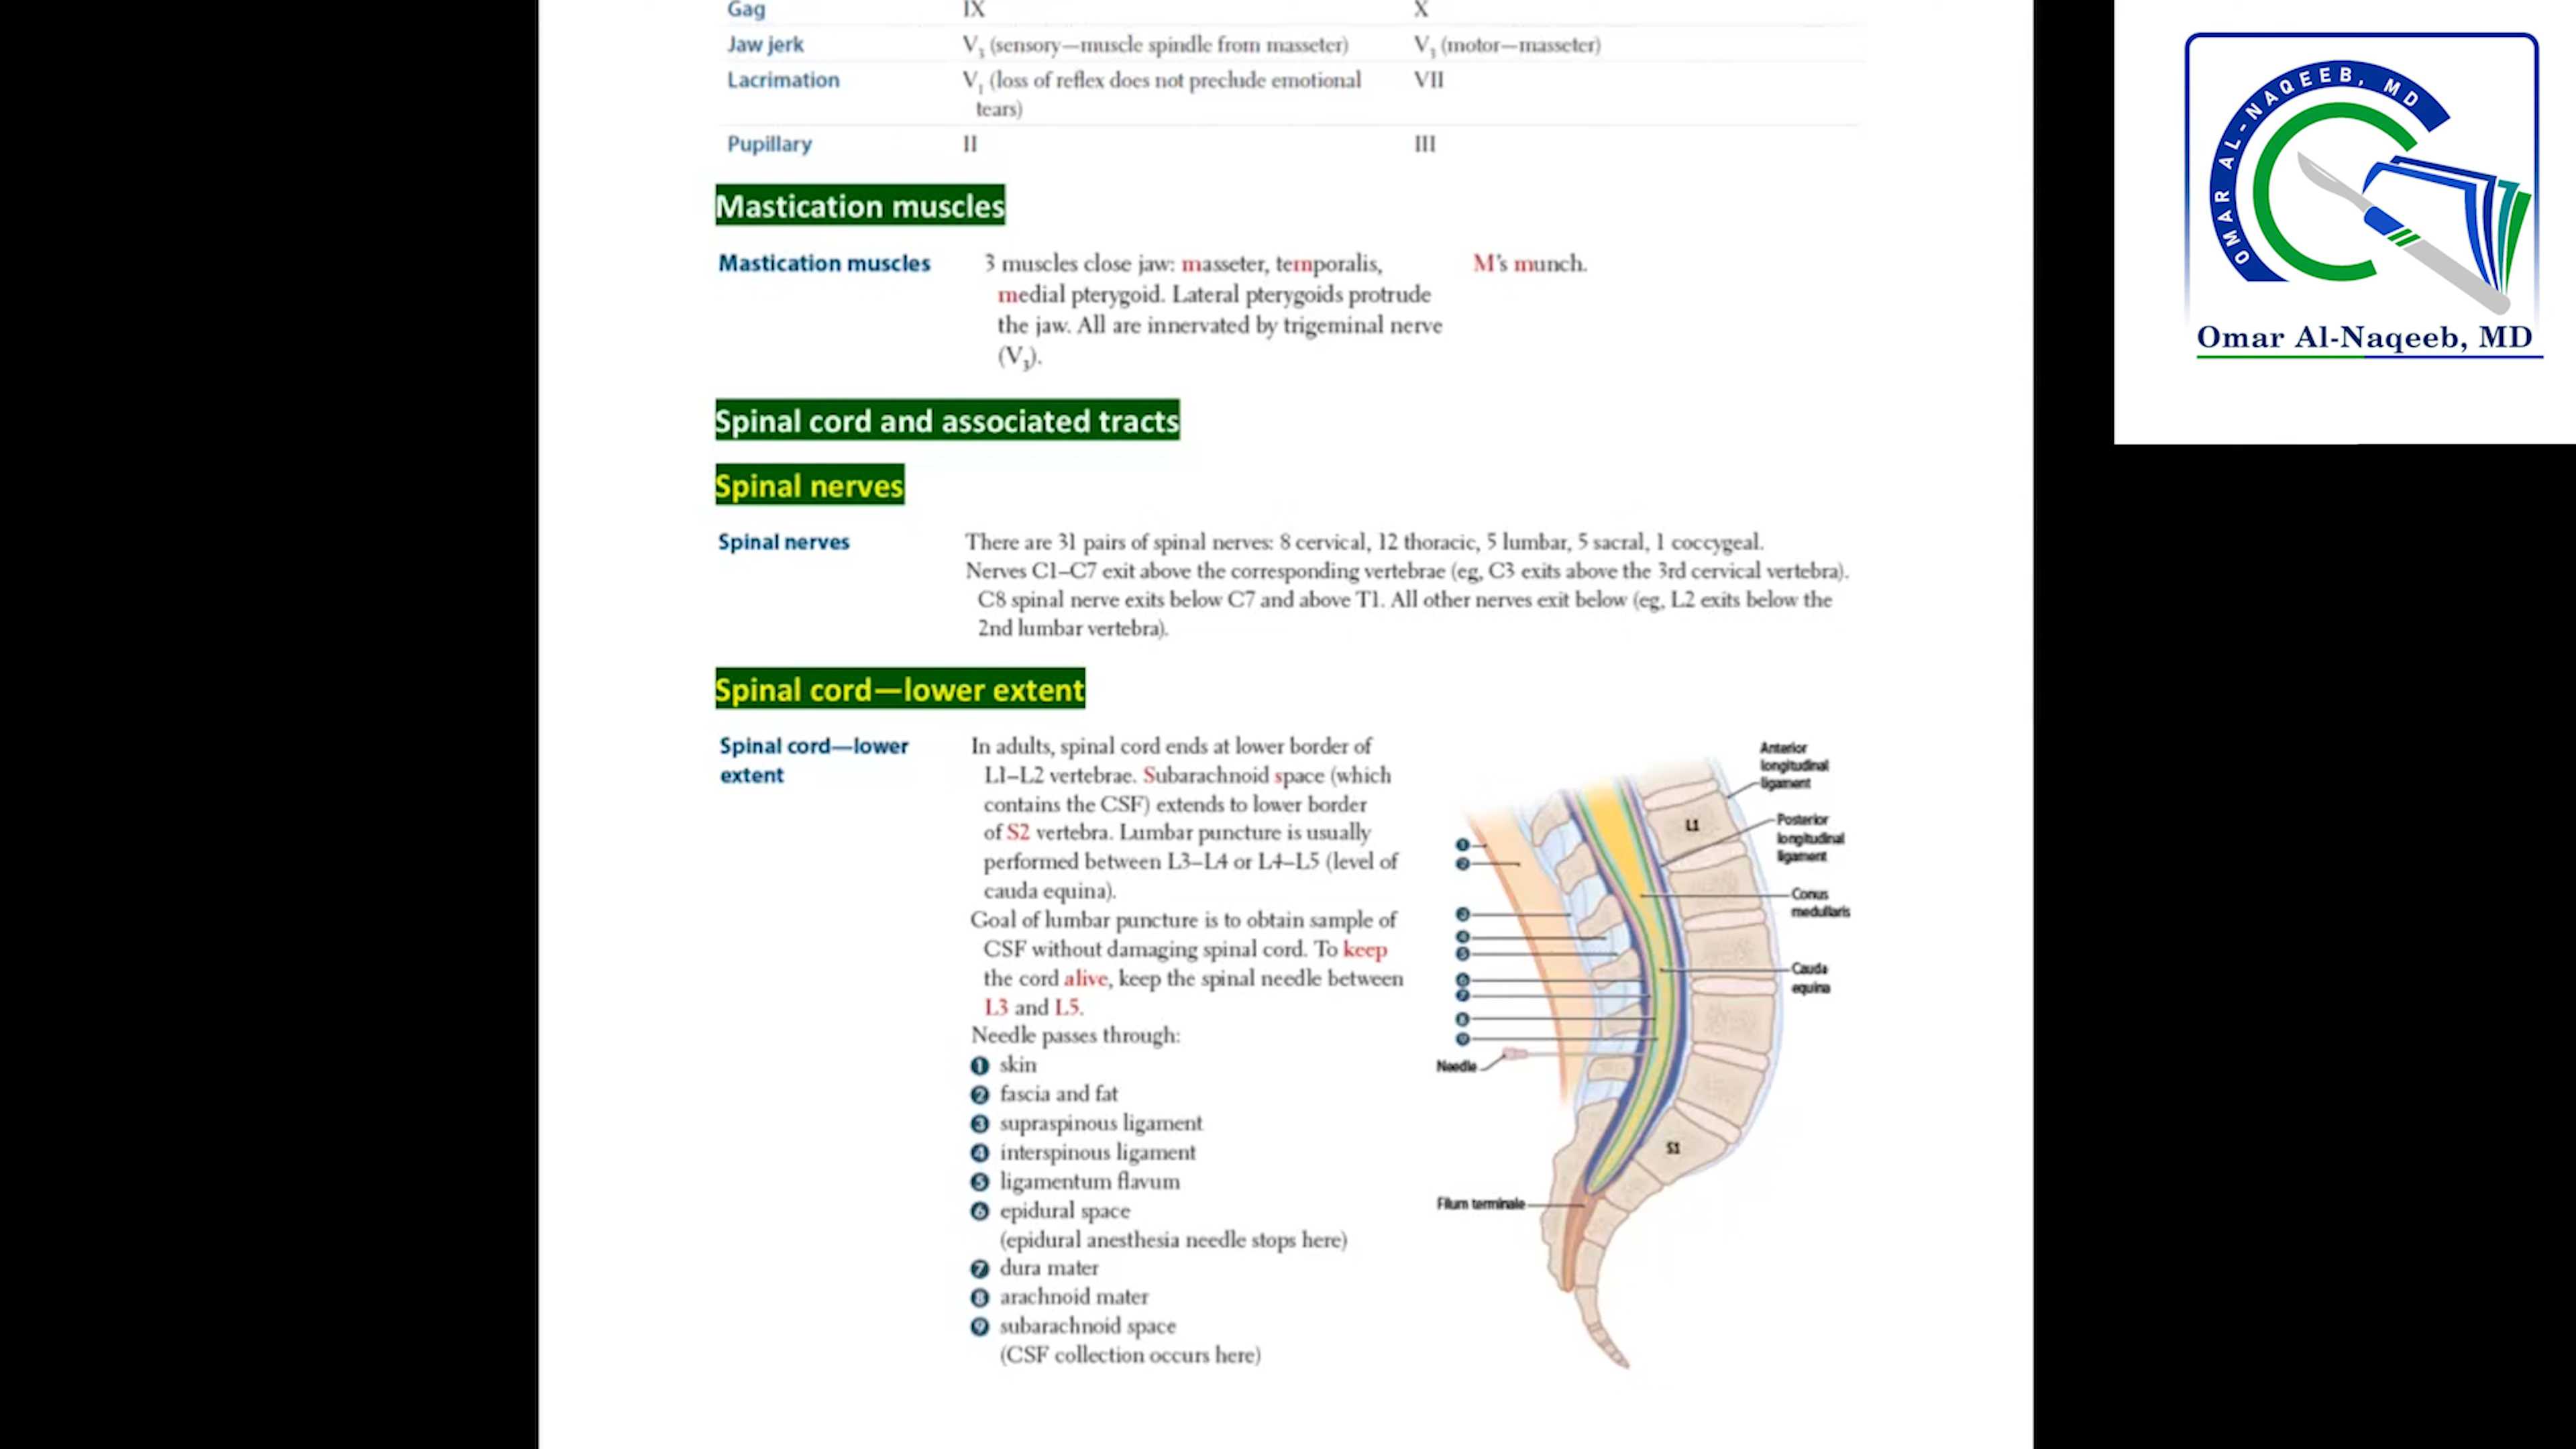 Gag IX X
Jaw jerk V3 (sensory—muscle spindle from masseter) V3 (motor—masseter)
Lacrimation V1 (loss of reflex does not preclude emotional VII
tears)
Pupillary II III
Mastication muscles
Mastication muscles 3 muscles close jaw: masseter, temporalis, M's munch.
medial pterygoid. Lateral pterygoids protrude
the jaw. All are innervated by trigeminal nerve
(V3).
Spinal cord and associated tracts
Spinal nerves
Spinal nerves There are 31 pairs of spinal nerves: 8 cervical, 12 thoracic, 5 lumbar, 5 sacral, 1 coccygeal.
Nerves C1–C7 exit above the corresponding vertebrae (eg, C3 exits above the 3rd cervical vertebra).
C8 spinal nerve exits below C7 and above T1. All other nerves exit below (eg, L2 exits below the
2nd lumbar vertebra).
Spinal cord—lower extent
Spinal cord—lower
extent
In adults, spinal cord ends at lower border of
L1–L2 vertebrae. Subarachnoid space (which
contains the CSF) extends to lower border
of S2 vertebra. Lumbar puncture is usually
performed between L3–L4 or L4–L5 (level of
cauda equina).
Goal of lumbar puncture is to obtain sample of
CSF without damaging spinal cord. To keep
the cord alive, keep the spinal needle between
L3 and L5.
Needle passes through:
1 skin
2 fascia and fat
3 supraspinous ligament
4 interspinous ligament
5 ligamentum flavum
6 epidural space
(epidural anesthesia needle stops here)
7 dura mater
8 arachnoid mater
9 subarachnoid space
(CSF collection occurs here)
1
2
3
4
5
6
7
8
9
Needle
Filum terminale
L1
S1
Anterior
longitudinal
ligament
Posterior
longitudinal
ligament
Conus
medullaris
Cauda
equina
OMAR AL-NAQEEB, MD
Omar Al-Naqeeb, MD